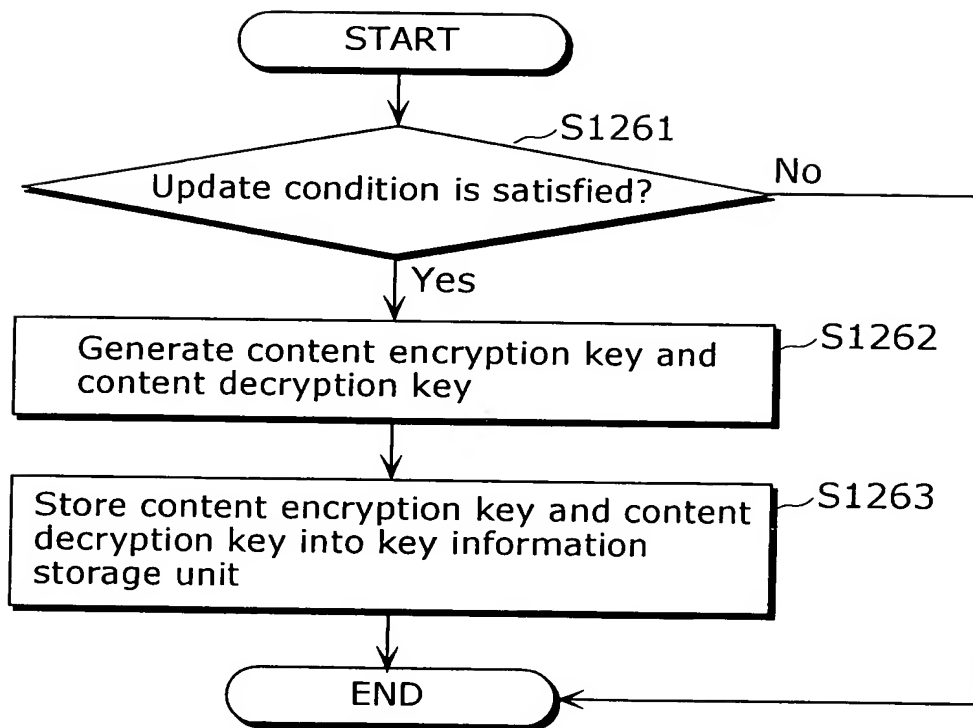 START
S1261
Update condition is satisfied?
No
Yes
S1262
Generate content encryption key and
content decryption key
S1263
Store content encryption key and content
decryption key into key information
storage unit
END